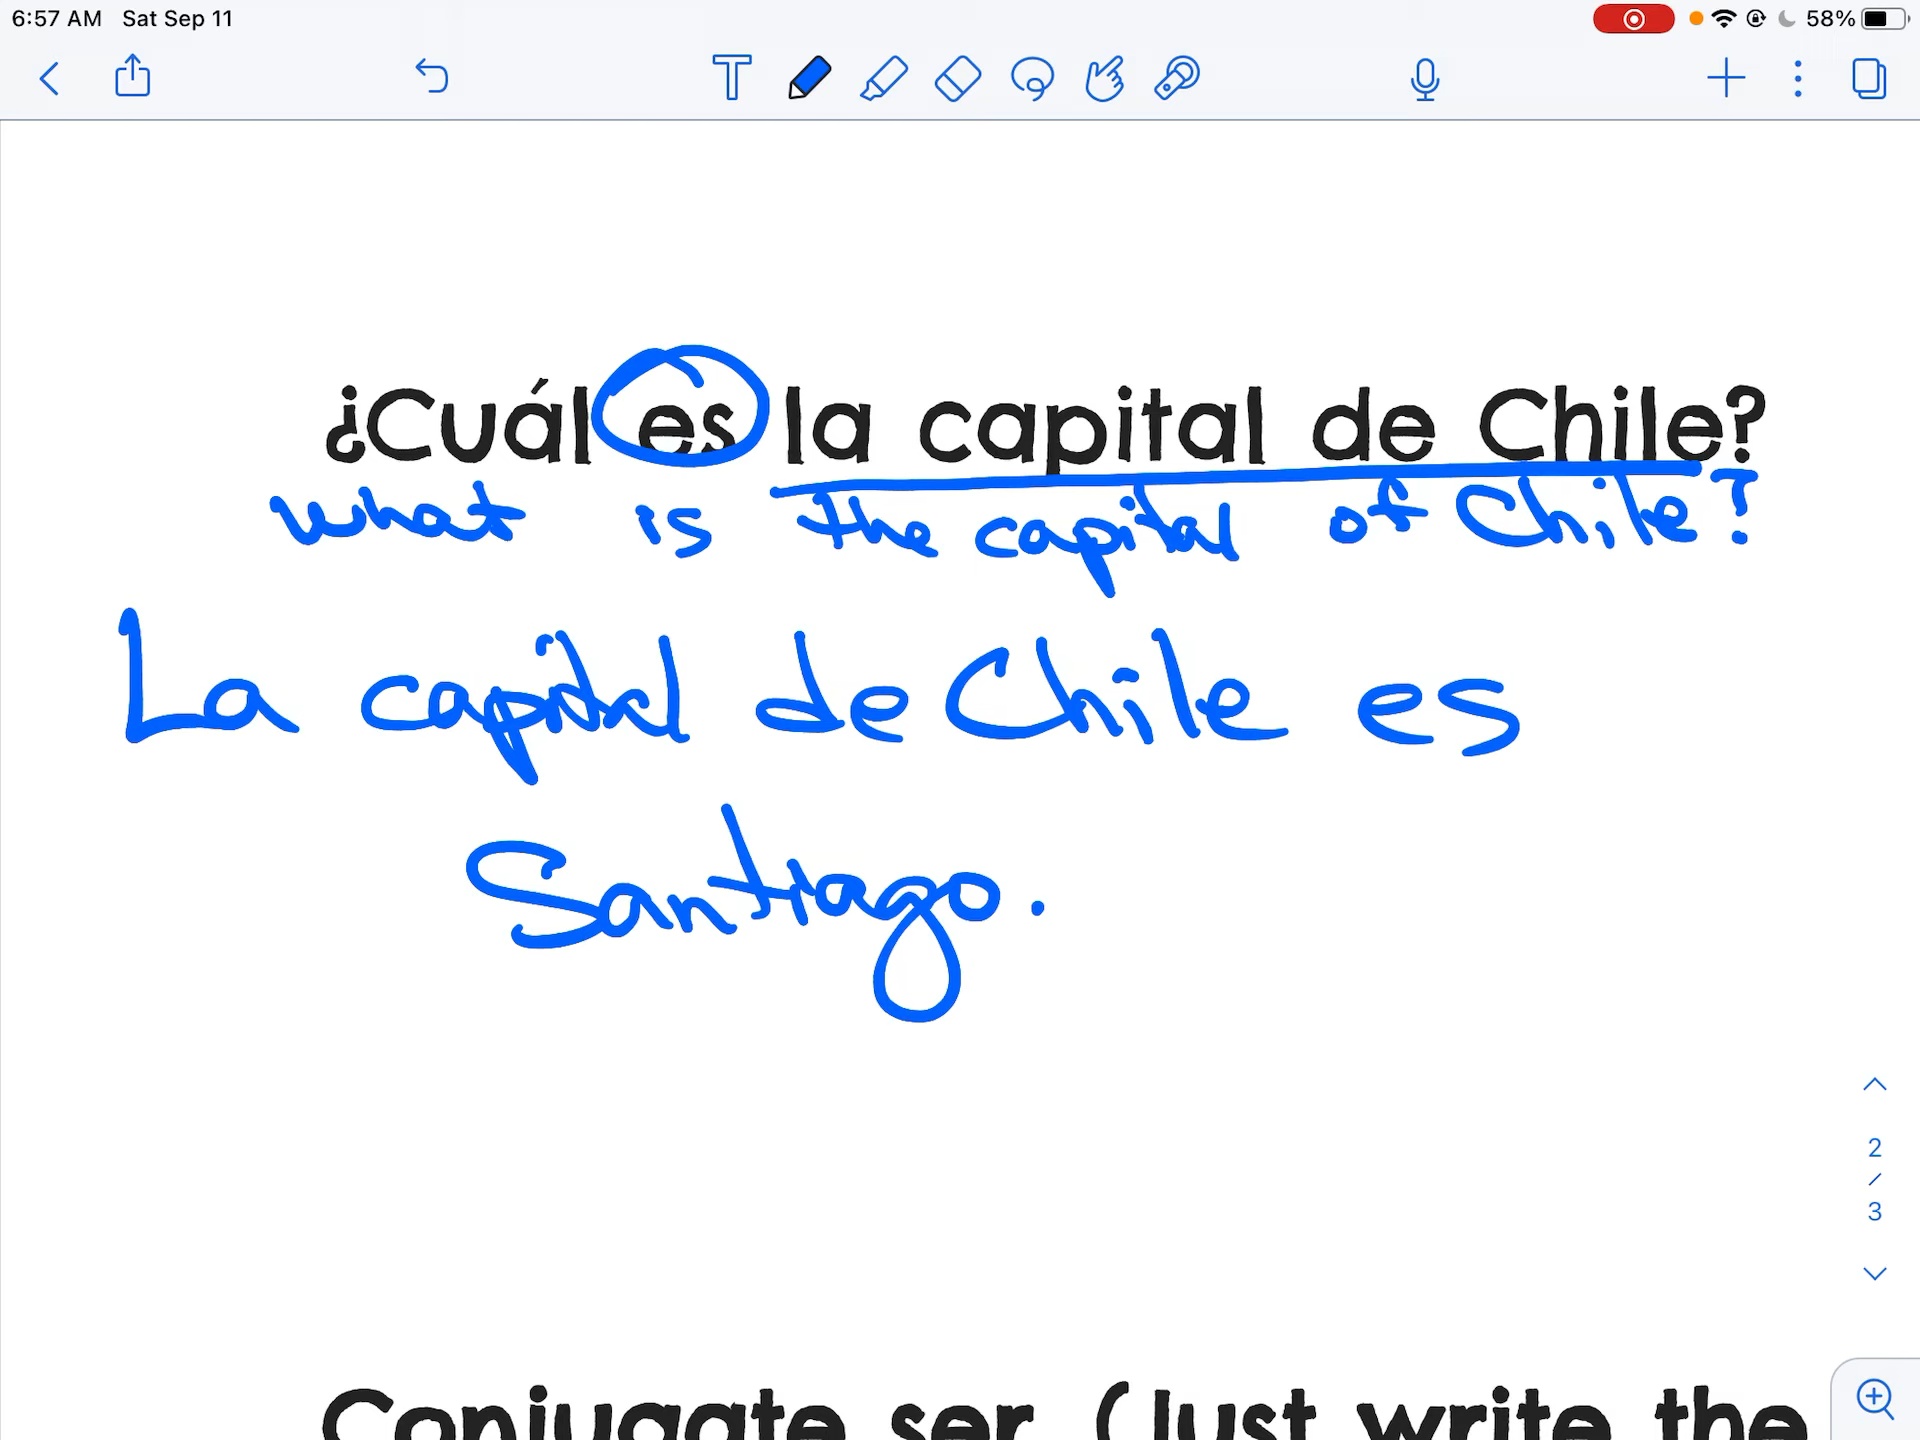 6:57 AM Sat Sep 11 58%
T
¿Cuál es la capital de Chile?
What is the capital of Chile?
La capital de Chile es
Santiago.
2
/
3
Conjugate ser (Just write the